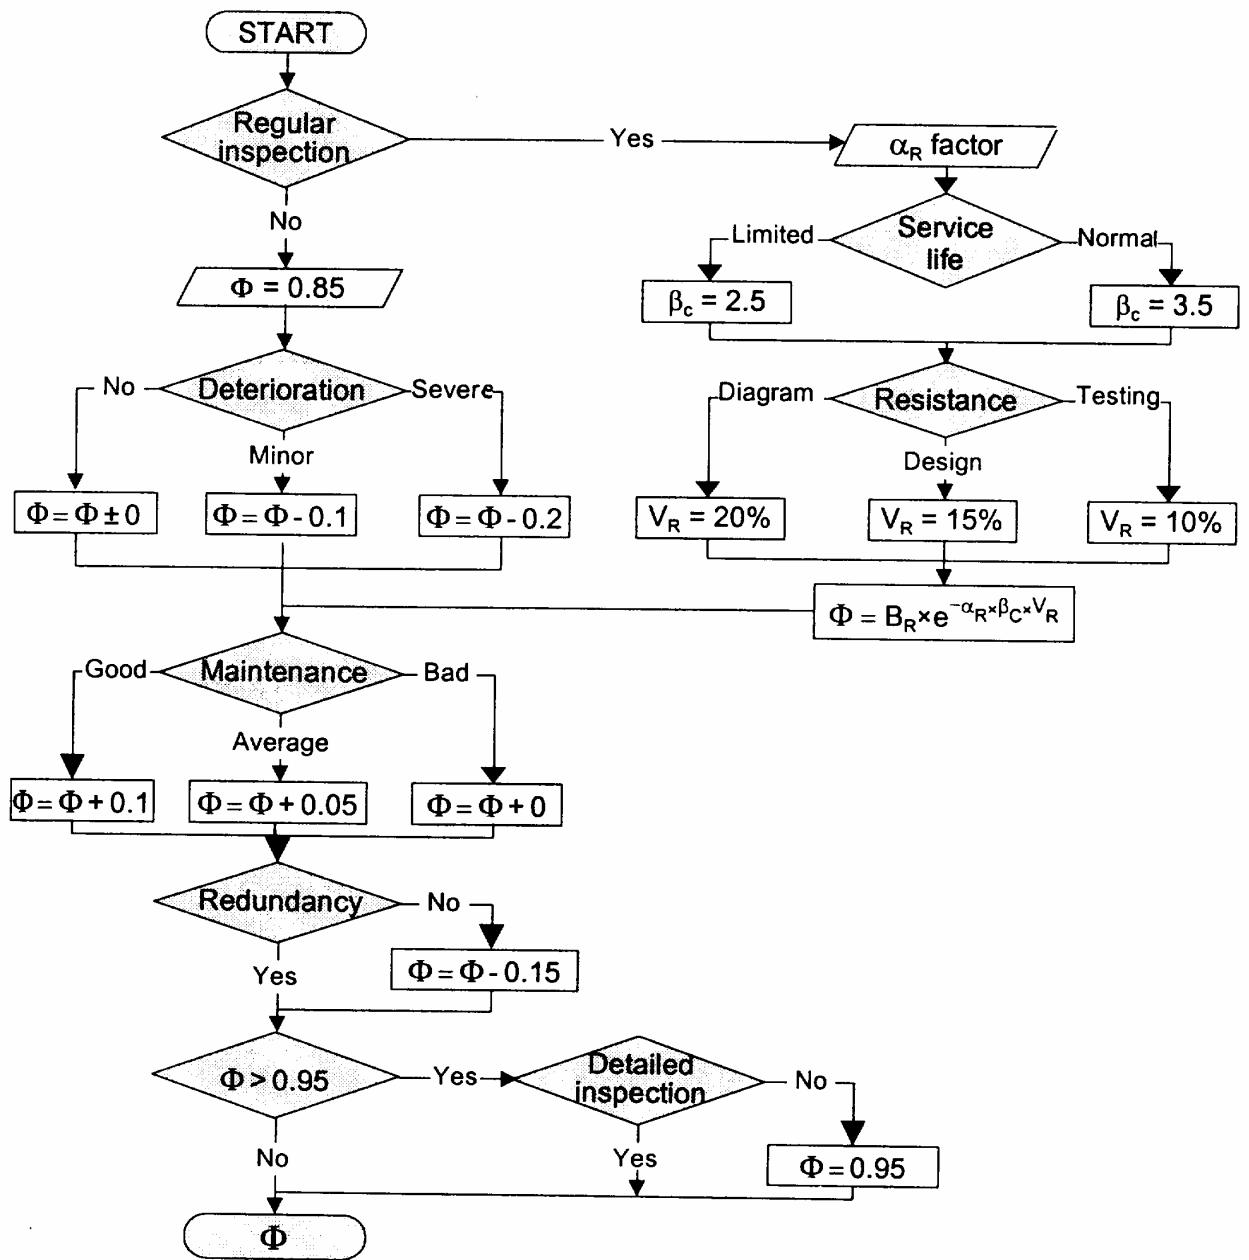 START
Regular
inspection
Yes
αR factor
No
Limited
Service
life
Normal
Φ = 0.85
βc = 2.5
βc = 3.5
No
Deterioration
Severe
Diagram
Resistance
Testing
Minor
Design
Φ = Φ ± 0
Φ = Φ - 0.1
Φ = Φ - 0.2
VR = 20%
VR = 15%
VR = 10%
Φ = BR × e^-αR×βC×VR
Good
Maintenance
Bad
Average
Φ = Φ + 0.1
Φ = Φ + 0.05
Φ = Φ + 0
Redundancy
No
Yes
Φ = Φ - 0.15
Φ > 0.95
Yes
Detailed
inspection
No
No
Yes
Φ = 0.95
Φ